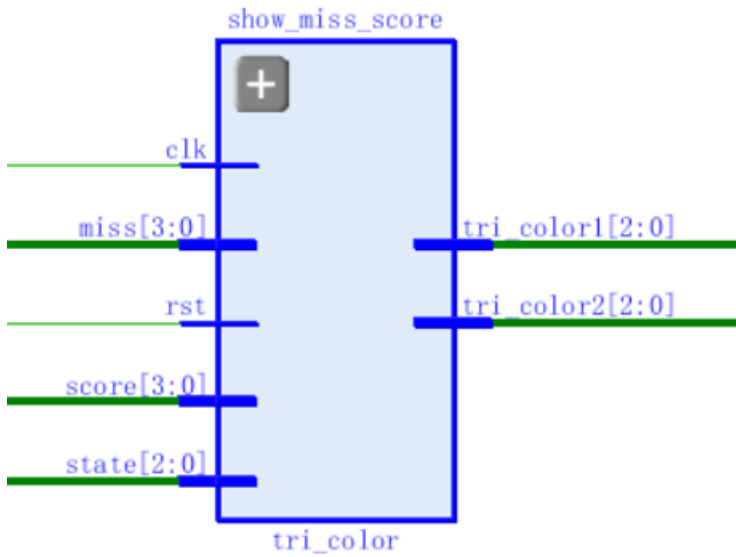 show_miss_score
+
clk
miss[3:0]
tri_color1[2:0]
rst
tri_color2[2:0]
score[3:0]
state[2:0]
tri_color